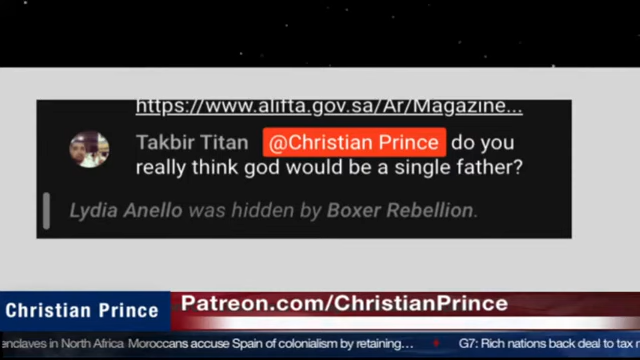 https://www.alifta.gov.sa/Ar/Magazine...
Takbir Titan @Christian Prince do you
really think god would be a single father?
Lydia Anello was hidden by Boxer Rebellion.
Christian Prince
Patreon.com/ChristianPrince
enclaves in North Africa Moroccans accuse Spain of colonialism by retaining... G7: Rich nations back deal to tax